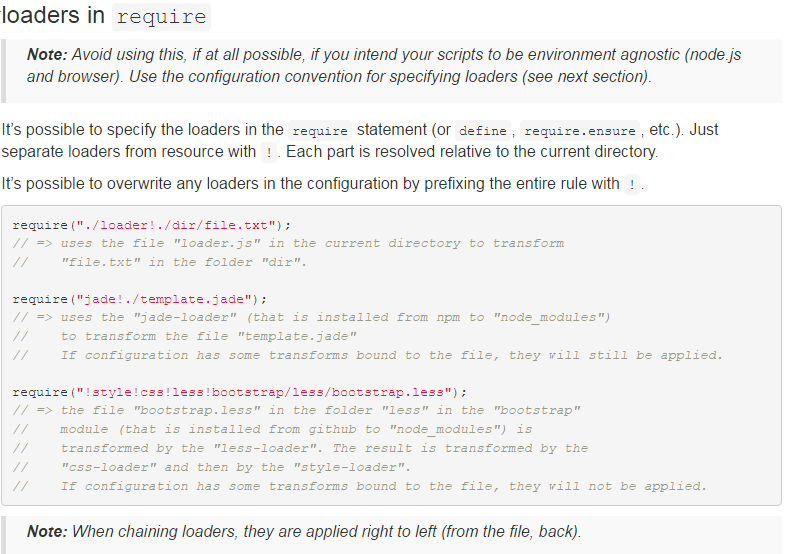 loaders in require
Note: Avoid using this, if at all possible, if you intend your scripts to be environment agnostic (node.js
and browser). Use the configuration convention for specifying loaders (see next section).
It's possible to specify the loaders in the require statement (or define, require.ensure, etc.). Just
separate loaders from resource with !. Each part is resolved relative to the current directory.
It's possible to overwrite any loaders in the configuration by prefixing the entire rule with !.
require("./loader!./dir/file.txt");
// => uses the file "loader.js" in the current directory to transform
//    "file.txt" in the folder "dir".
require("jade!./template.jade");
// => uses the "jade-loader" (that is installed from npm to "node_modules")
//    to transform the file "template.jade"
//    If configuration has some transforms bound to the file, they will still be applied.
require("!style!css!less!bootstrap/less/bootstrap.less");
// => the file "bootstrap.less" in the folder "less" in the "bootstrap"
//    module (that is installed from github to "node_modules") is
//    transformed by the "less-loader". The result is transformed by the
//    "css-loader" and then by the "style-loader".
//    If configuration has some transforms bound to the file, they will not be applied.
Note: When chaining loaders, they are applied right to left (from the file, back).